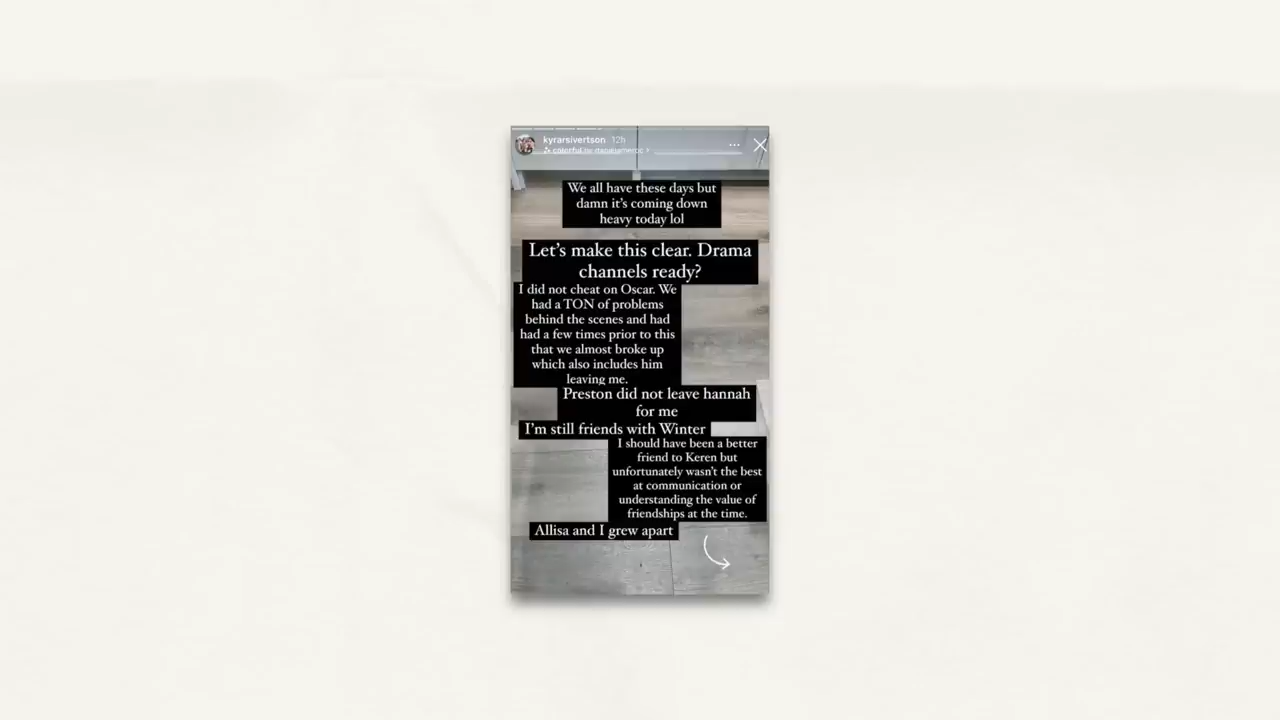 kyrarsivertson 12h
We all have these days but
damn it's coming down
heavy today lol
Let's make this clear. Drama
channels ready?
I did not cheat on Oscar. We
had a TON of problems
behind the scenes and had
had a few times prior to this
that we almost broke up
which also includes him
leaving me.
Preston did not leave hannah
for me
I'm still friends with Winter
I should have been a better
friend to Keren but
unfortunately wasn't the best
at communication or
understanding the value of
friendships at the time.
Allisa and I grew apart